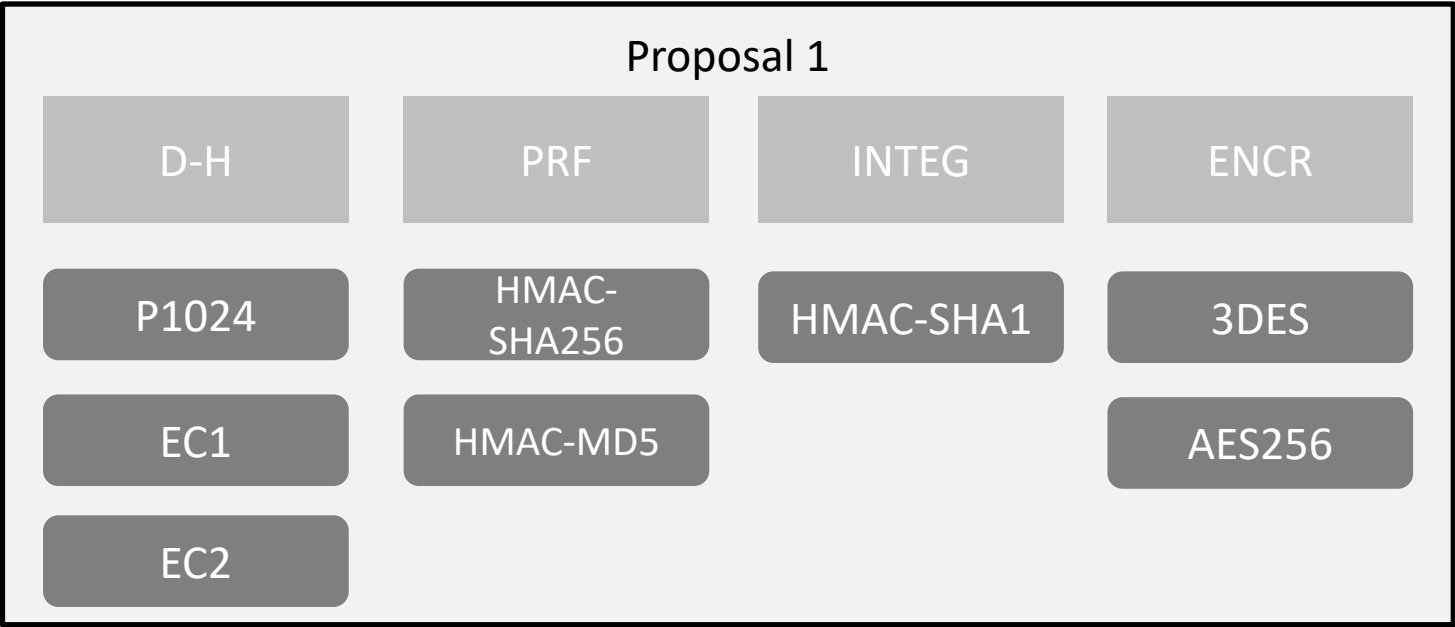 Proposal 1
D-H
PRF
INTEG
ENCR
P1024
HMAC-
SHA256
HMAC-SHA1
3DES
EC1
HMAC-MD5
AES256
EC2